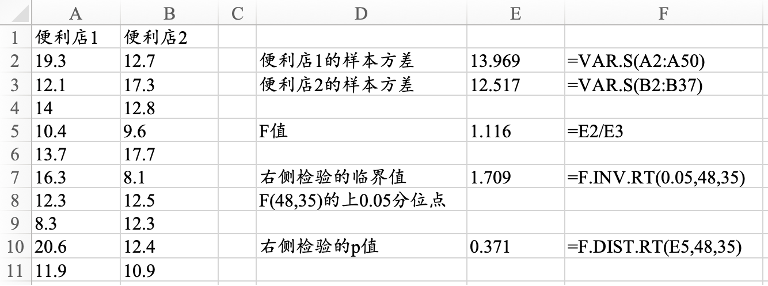 A B C D E F
1 便利店1 便利店2
2 19.3 12.7 便利店1的样本方差 13.969 =VAR.S(A2:A50)
3 12.1 17.3 便利店2的样本方差 12.517 =VAR.S(B2:B37)
4 14 12.8
5 10.4 9.6 F值 1.116 =E2/E3
6 13.7 17.7
7 16.3 8.1 右侧检验的临界值 1.709 =F.INV.RT(0.05,48,35)
8 12.3 12.5 F(48,35)的上0.05分位点
9 8.3 12.3
10 20.6 12.4 右侧检验的p值 0.371 =F.DIST.RT(E5,48,35)
11 11.9 10.9